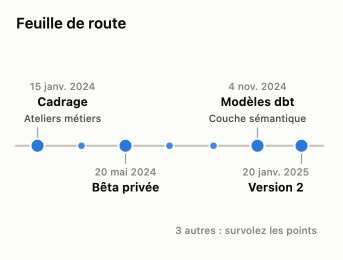 Feuille de route
15 janv. 2024
Cadrage
Ateliers métiers
4 nov. 2024
Modèles dbt
Couche sémantique
20 mai 2024
Bêta privée
20 janv. 2025
Version 2
3 autres : survolez les points